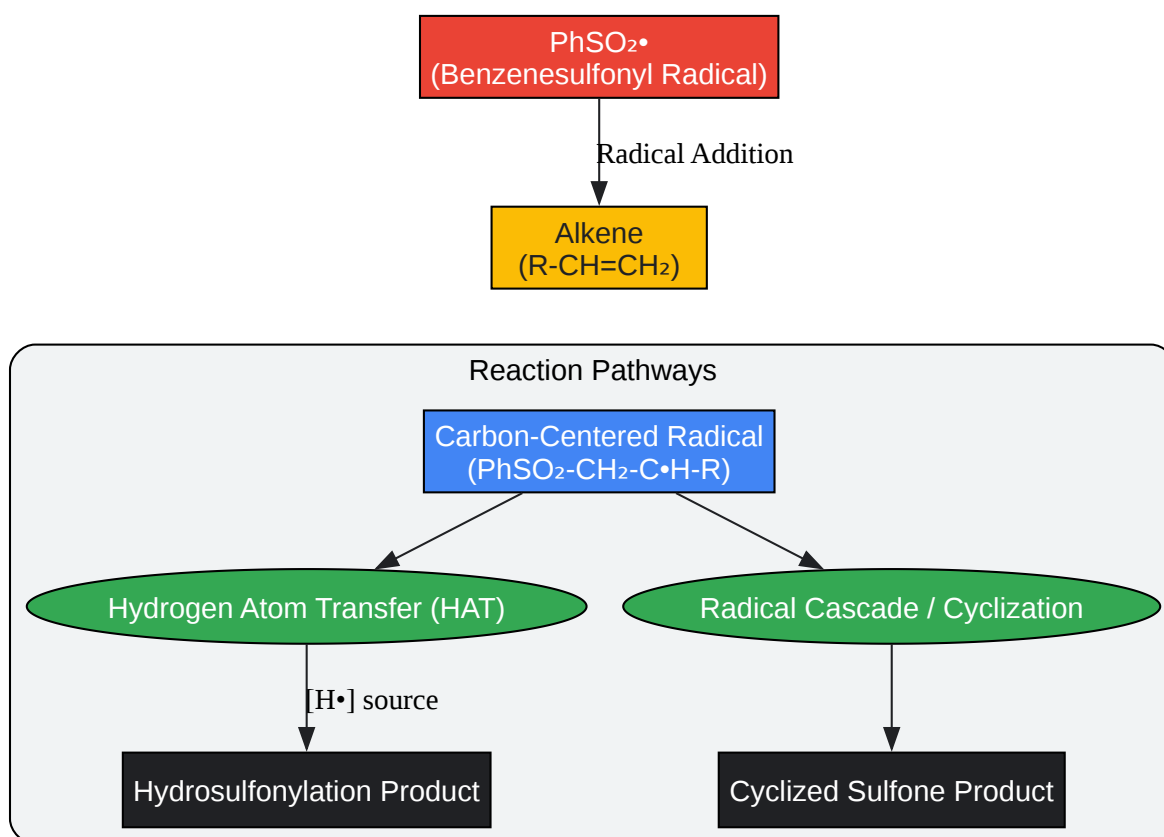 PhSO₂•
(Benzenesulfonyl Radical)
Radical Addition
Alkene
(R-CH=CH₂)
Reaction Pathways
Carbon-Centered Radical
(PhSO₂-CH₂-C•H-R)
Hydrogen Atom Transfer (HAT)
Radical Cascade / Cyclization
[H•] source
Hydrosulfonylation Product
Cyclized Sulfone Product